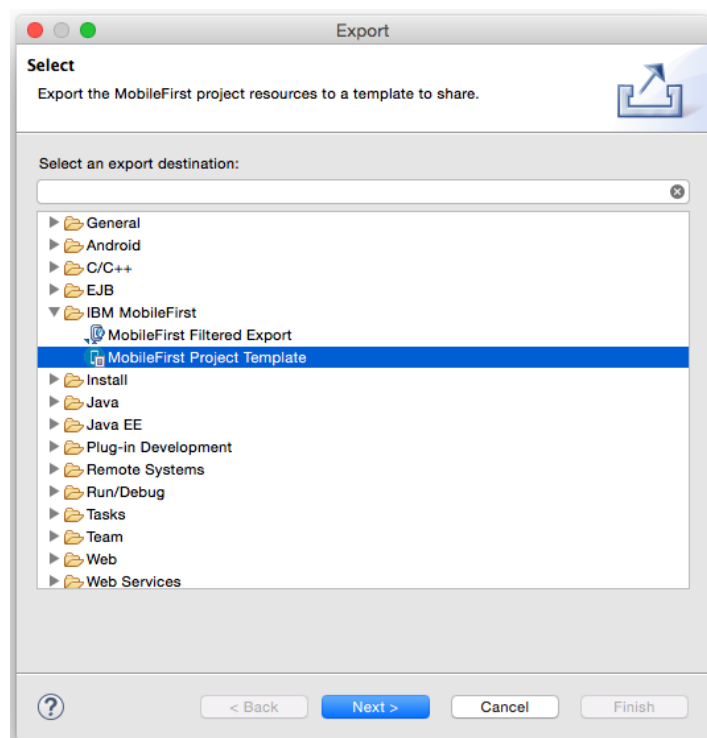 Export
Select
Export the MobileFirst project resources to a template to share.
Select an export destination:
General
Android
C/C++
EJB
IBM MobileFirst
MobileFirst Filtered Export
MobileFirst Project Template
Install
Java
Java EE
Plug-in Development
Remote Systems
Run/Debug
Tasks
Team
Web
Web Services
?
< Back Next > Cancel Finish